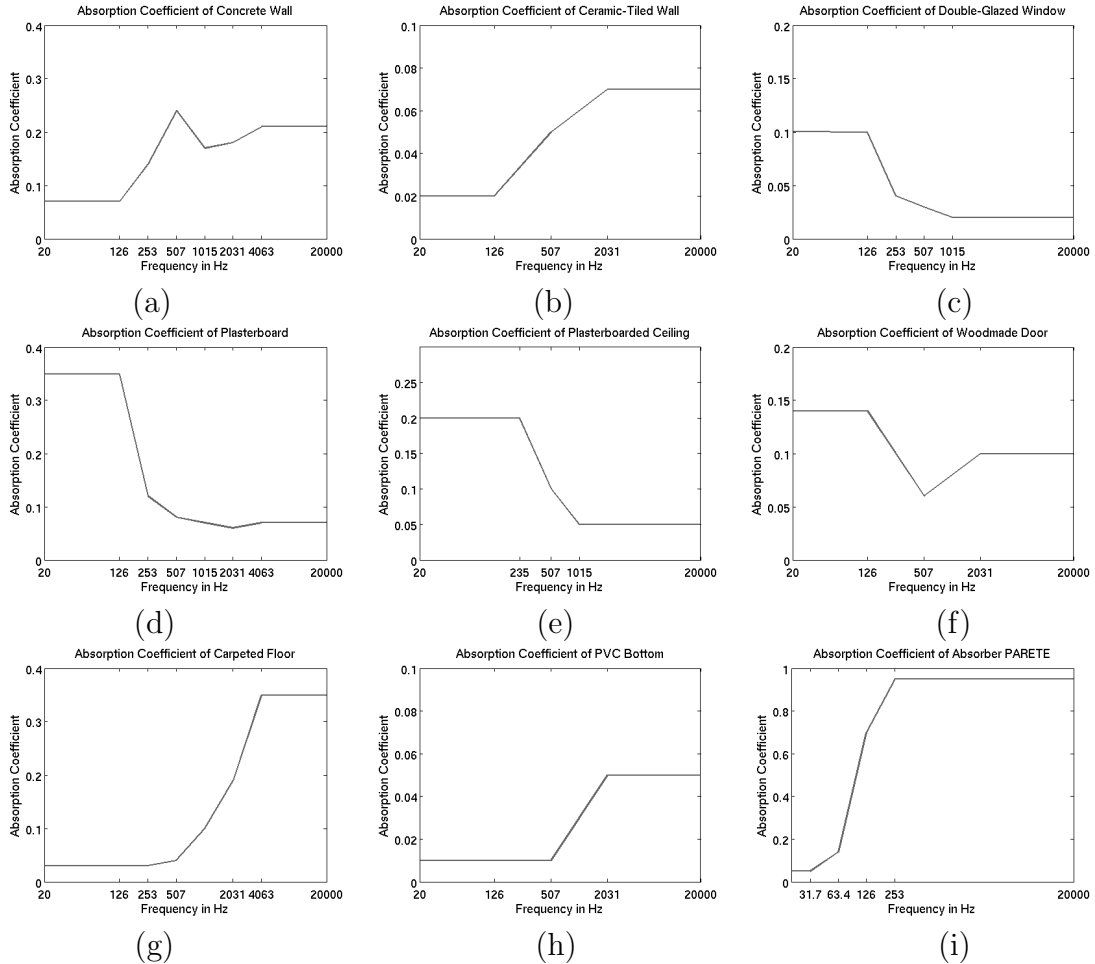 Absorption Coefficient of Concrete Wall
Absorption Coefficient
0.4
0.3
0.2
0.1
0
20 126 253 507 1015 2031 4063 20000
Frequency in Hz
(a)
Absorption Coefficient of Ceramic-Tiled Wall
Absorption Coefficient
0.1
0.08
0.06
0.04
0.02
0
20 126 507 2031 20000
Frequency in Hz
(b)
Absorption Coefficient of Double-Glazed Window
Absorption Coefficient
0.2
0.15
0.1
0.05
0
20 126 253 507 1015 20000
Frequency in Hz
(c)
Absorption Coefficient of Plasterboard
Absorption Coefficient
0.4
0.3
0.2
0.1
0
20 126 253 507 1015 2031 4063 20000
Frequency in Hz
(d)
Absorption Coefficient of Plasterboarded Ceiling
Absorption Coefficient
0.25
0.2
0.15
0.1
0.05
0
20 235 507 1015 20000
Frequency in Hz
(e)
Absorption Coefficient of Woodmade Door
Absorption Coefficient
0.2
0.15
0.1
0.05
0
20 126 507 2031 20000
Frequency in Hz
(f)
Absorption Coefficient of Carpeted Floor
Absorption Coefficient
0.4
0.3
0.2
0.1
0
20 126 253 507 2031 4063 20000
Frequency in Hz
(g)
Absorption Coefficient of PVC Bottom
Absorption Coefficient
0.1
0.08
0.06
0.04
0.02
0
20 126 507 2031 20000
Frequency in Hz
(h)
Absorption Coefficient of Absorber PARETE
Absorption Coefficient
1
0.8
0.6
0.4
0.2
0
31.7 63.4 126 253 20000
Frequency in Hz
(i)